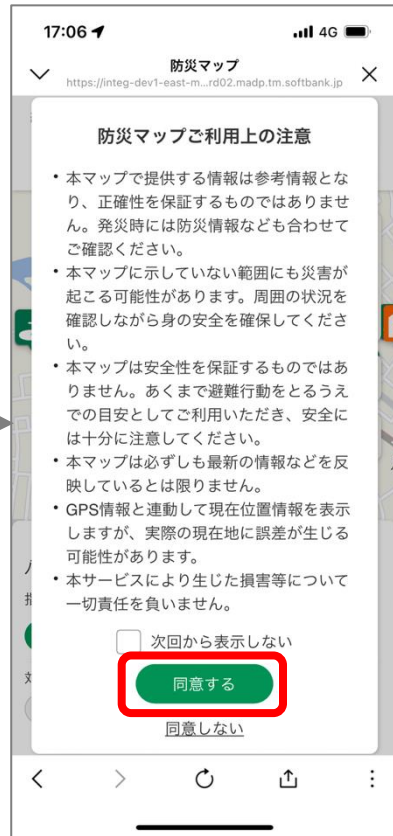 17:06
4G
防災マップ
https://integ-dev1-east-m...rd02.madp.tm.softbank.jp
防災マップご利用上の注意
• 本マップで提供する情報は参考情報とな
り、正確性を保証するものではありませ
ん。発災時には防災情報なども合わせて
ご確認ください。
• 本マップに示していない範囲にも災害が
起こる可能性があります。周囲の状況を
確認しながら身の安全を確保してくださ
い。
• 本マップは安全性を保証するものではあ
りません。あくまで避難行動をとるうえ
での目安としてご利用いただき、安全に
は十分に注意してください。
• 本マップは必ずしも最新の情報などを反
映しているとは限りません。
• GPS情報と連動して現在位置情報を表示
しますが、実際の現在地に誤差が生じる
可能性があります。
• 本サービスにより生じた損害等について
一切責任を負いません。
次回から表示しない
同意する
同意しない